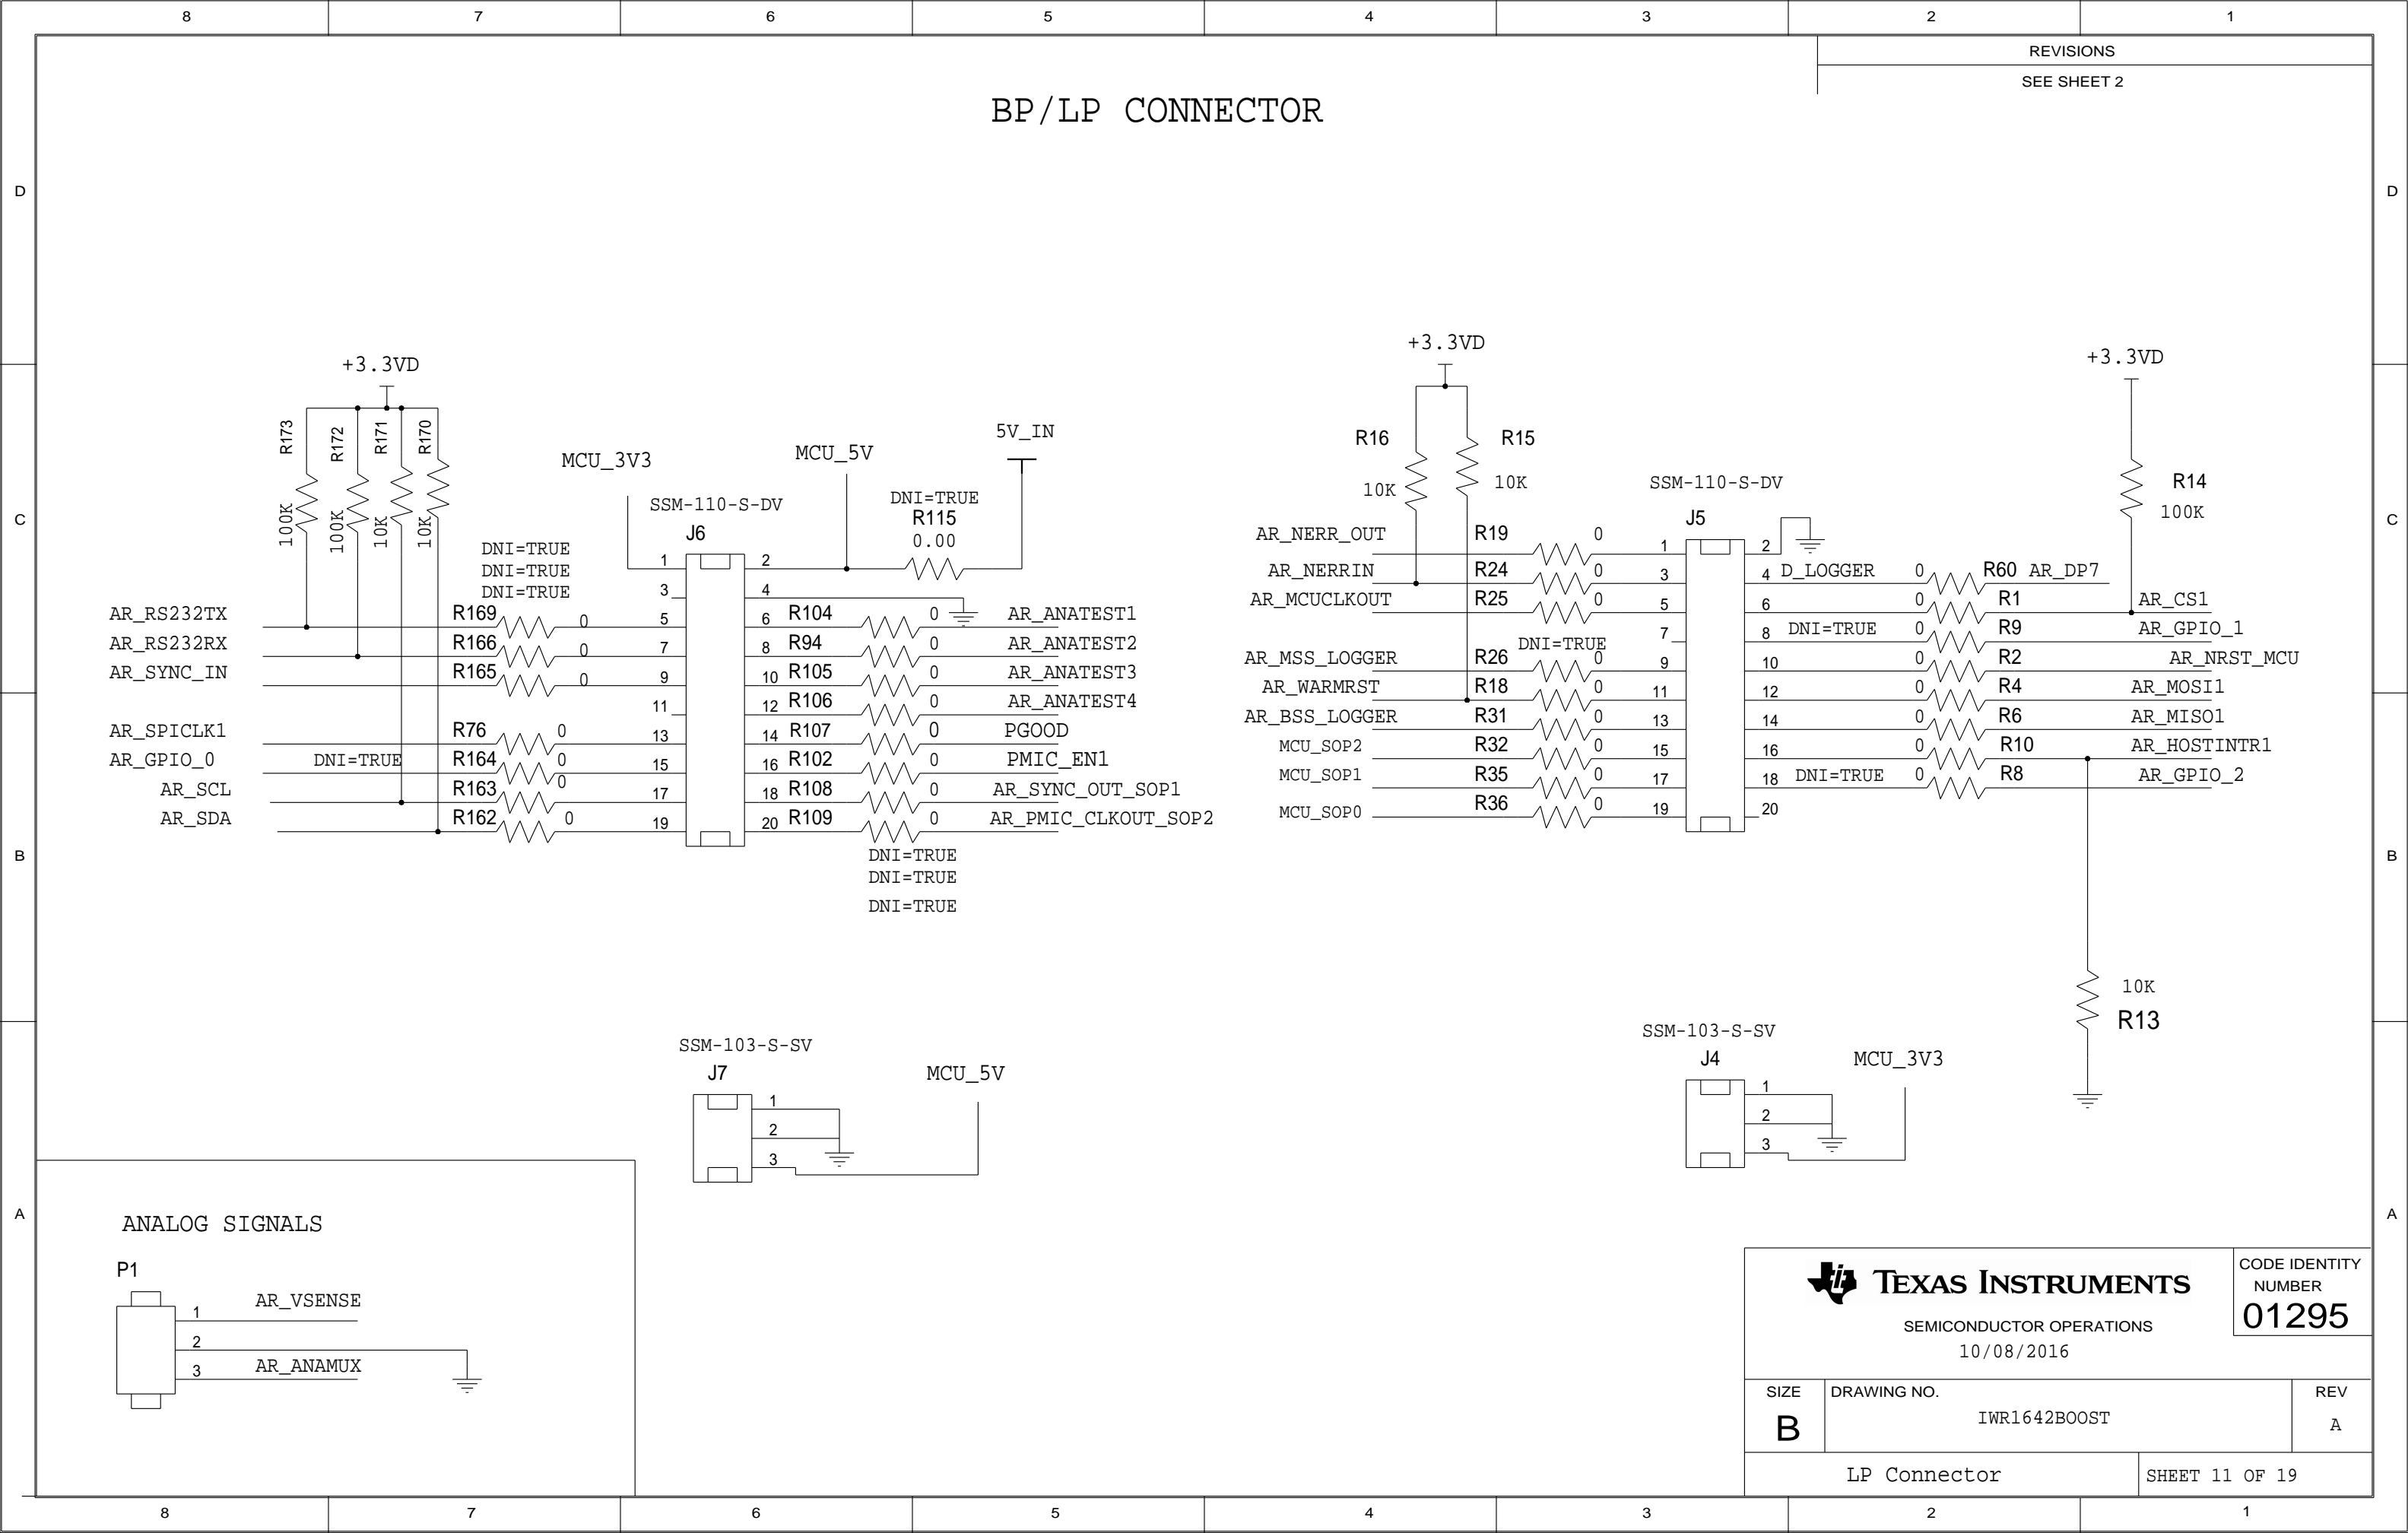 8 7 6 5 4 3 2 1
REVISIONS
SEE SHEET 2
BP/LP CONNECTOR
D D
C C
B B
A A
+3.3VD
R173
R172
R171
R170
100K
100K
10K
10K
MCU_3V3
MCU_5V
5V_IN
SSM-110-S-DV
J6
DNI=TRUE
R115
0.00
DNI=TRUE
DNI=TRUE
DNI=TRUE
1 2
3 4
AR_RS232TX R169 0 5 6 R104 0 AR_ANATEST1
AR_RS232RX R166 0 7 8 R94 0 AR_ANATEST2
AR_SYNC_IN R165 0 9 10 R105 0 AR_ANATEST3
11 12 R106 0 AR_ANATEST4
AR_SPICLK1 R76 0 13 14 R107 0 PGOOD
AR_GPIO_0 DNI=TRUE R164 0 15 16 R102 0 PMIC_EN1
AR_SCL R163 0 17 18 R108 0 AR_SYNC_OUT_SOP1
AR_SDA R162 0 19 20 R109 0 AR_PMIC_CLKOUT_SOP2
DNI=TRUE
DNI=TRUE
DNI=TRUE
+3.3VD
+3.3VD
R16
10K
R15
10K
R14
100K
SSM-110-S-DV
J5
AR_NERR_OUT R19 0 1 2
AR_NERRIN R24 0 3 4 D_LOGGER 0 R60 AR_DP7
AR_MCUCLKOUT R25 0 5 6 0 R1 AR_CS1
DNI=TRUE 7 8 DNI=TRUE 0 R9 AR_GPIO_1
AR_MSS_LOGGER R26 0 9 10 0 R2 AR_NRST_MCU
AR_WARMRST R18 0 11 12 0 R4 AR_MOSI1
AR_BSS_LOGGER R31 0 13 14 0 R6 AR_MISO1
MCU_SOP2 R32 0 15 16 0 R10 AR_HOSTINTR1
MCU_SOP1 R35 0 17 18 DNI=TRUE 0 R8 AR_GPIO_2
MCU_SOP0 R36 0 19 20
10K
R13
SSM-103-S-SV
J7
MCU_5V
1
2
3
SSM-103-S-SV
J4
MCU_3V3
1
2
3
ANALOG SIGNALS
P1
1 AR_VSENSE
2
3 AR_ANAMUX
ti TEXAS INSTRUMENTS
SEMICONDUCTOR OPERATIONS
10/08/2016
CODE IDENTITY
NUMBER
01295
SIZE
B
DRAWING NO.
IWR1642BOOST
REV
A
LP Connector
SHEET 11 OF 19
8 7 6 5 4 3 2 1